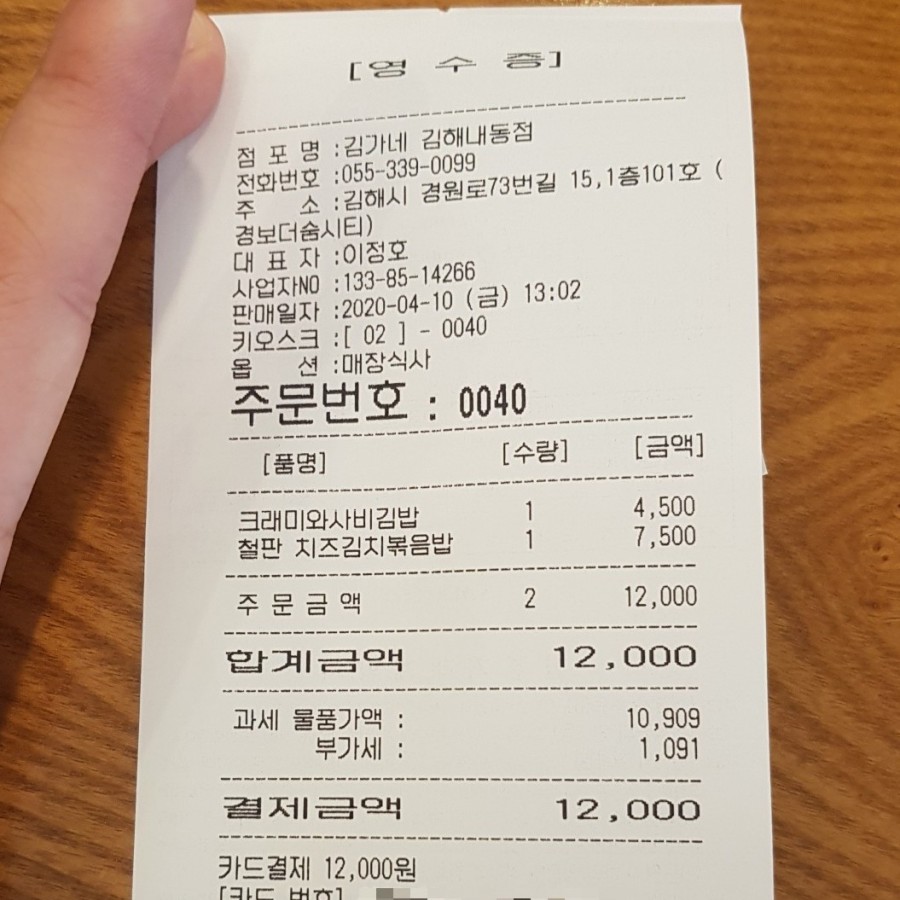 [영 수 증]
점 포 명 :김가네 김해내동점
전화번호 :055-339-0099
주 소 :김해시 경원로73번길 15,1층101호 (
경보더숨시티)
대 표 자 :이정호
사업자NO :133-85-14266
판매일자 :2020-04-10 (금) 13:02
키오스크 :[ 02 ] - 0040
옵 션 :매장식사
주문번호 : 0040
[품명] [수량] [금액]
크래미와사비김밥 1 4,500
철판 치즈김치볶음밥 1 7,500
주 문 금 액 2 12,000
합계금액 12,000
과세 물품가액 : 10,909
부가세 : 1,091
결제금액 12,000
카드결제 12,000원
[카드 번호]